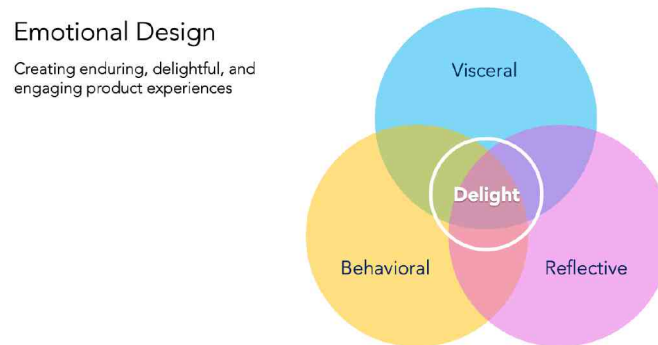 Emotional Design
Creating enduring, delightful, and
engaging product experiences
Visceral
Delight
Behavioral
Reflective